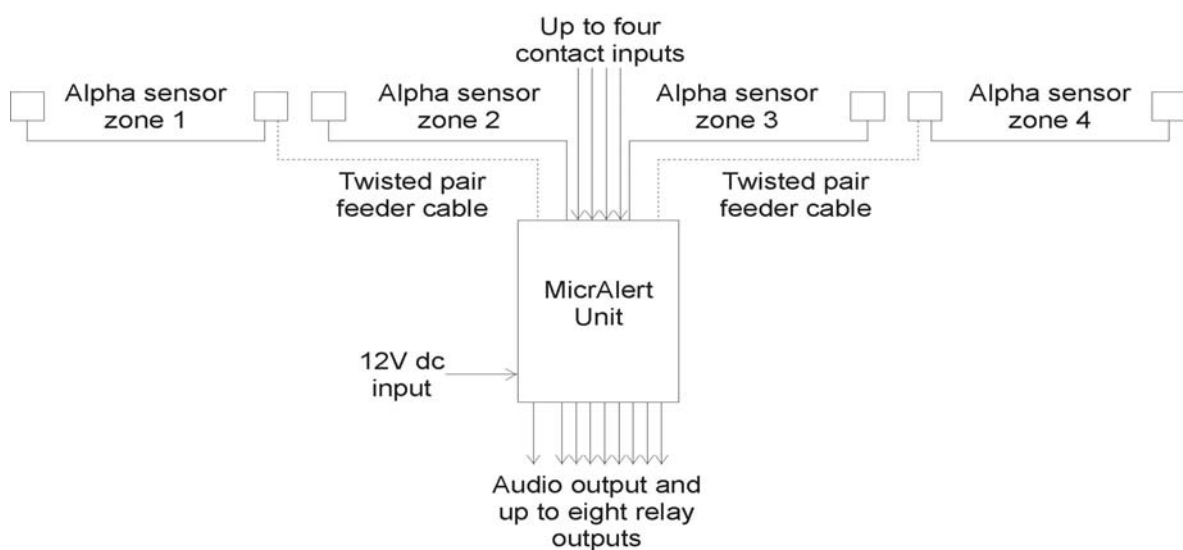 Up to four
contact inputs
Alpha sensor
zone 1
Alpha sensor
zone 2
Alpha sensor
zone 3
Alpha sensor
zone 4
Twisted pair
feeder cable
Twisted pair
feeder cable
MicrAlert
Unit
12V dc
input
Audio output and
up to eight relay
outputs